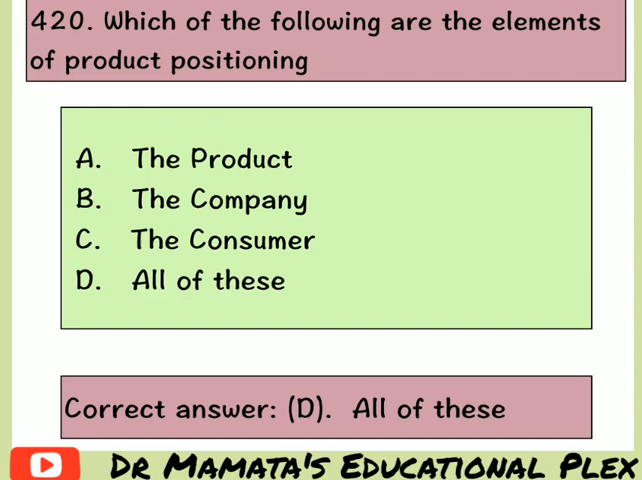 420. Which of the following are the elements
of product positioning
A. The Product
B. The Company
C. The Consumer
D. All of these
Correct answer: (D). All of these
DR MAMATA'S EDUCATIONAL PLEX